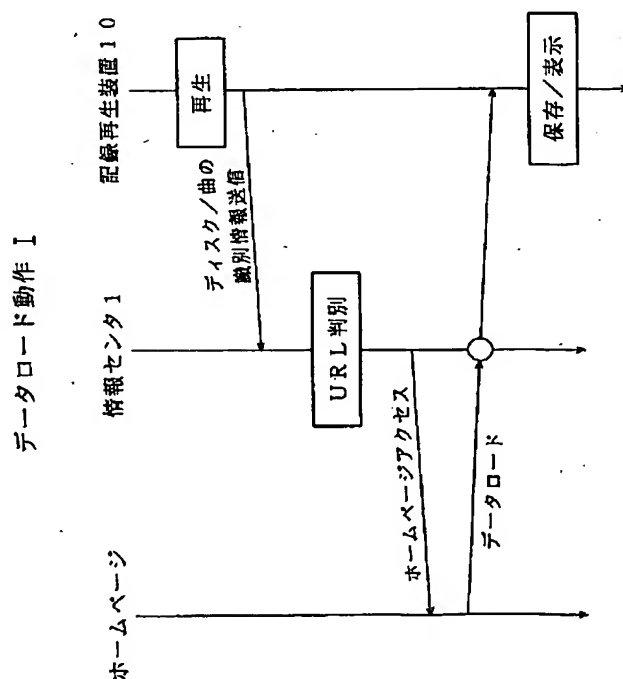 データロード動作 I
ホームページ
情報センタ1
記録再生装置10
再生
ディスク/曲の
識別情報送信
URL判別
ホームページアクセス
データロード
保存/表示